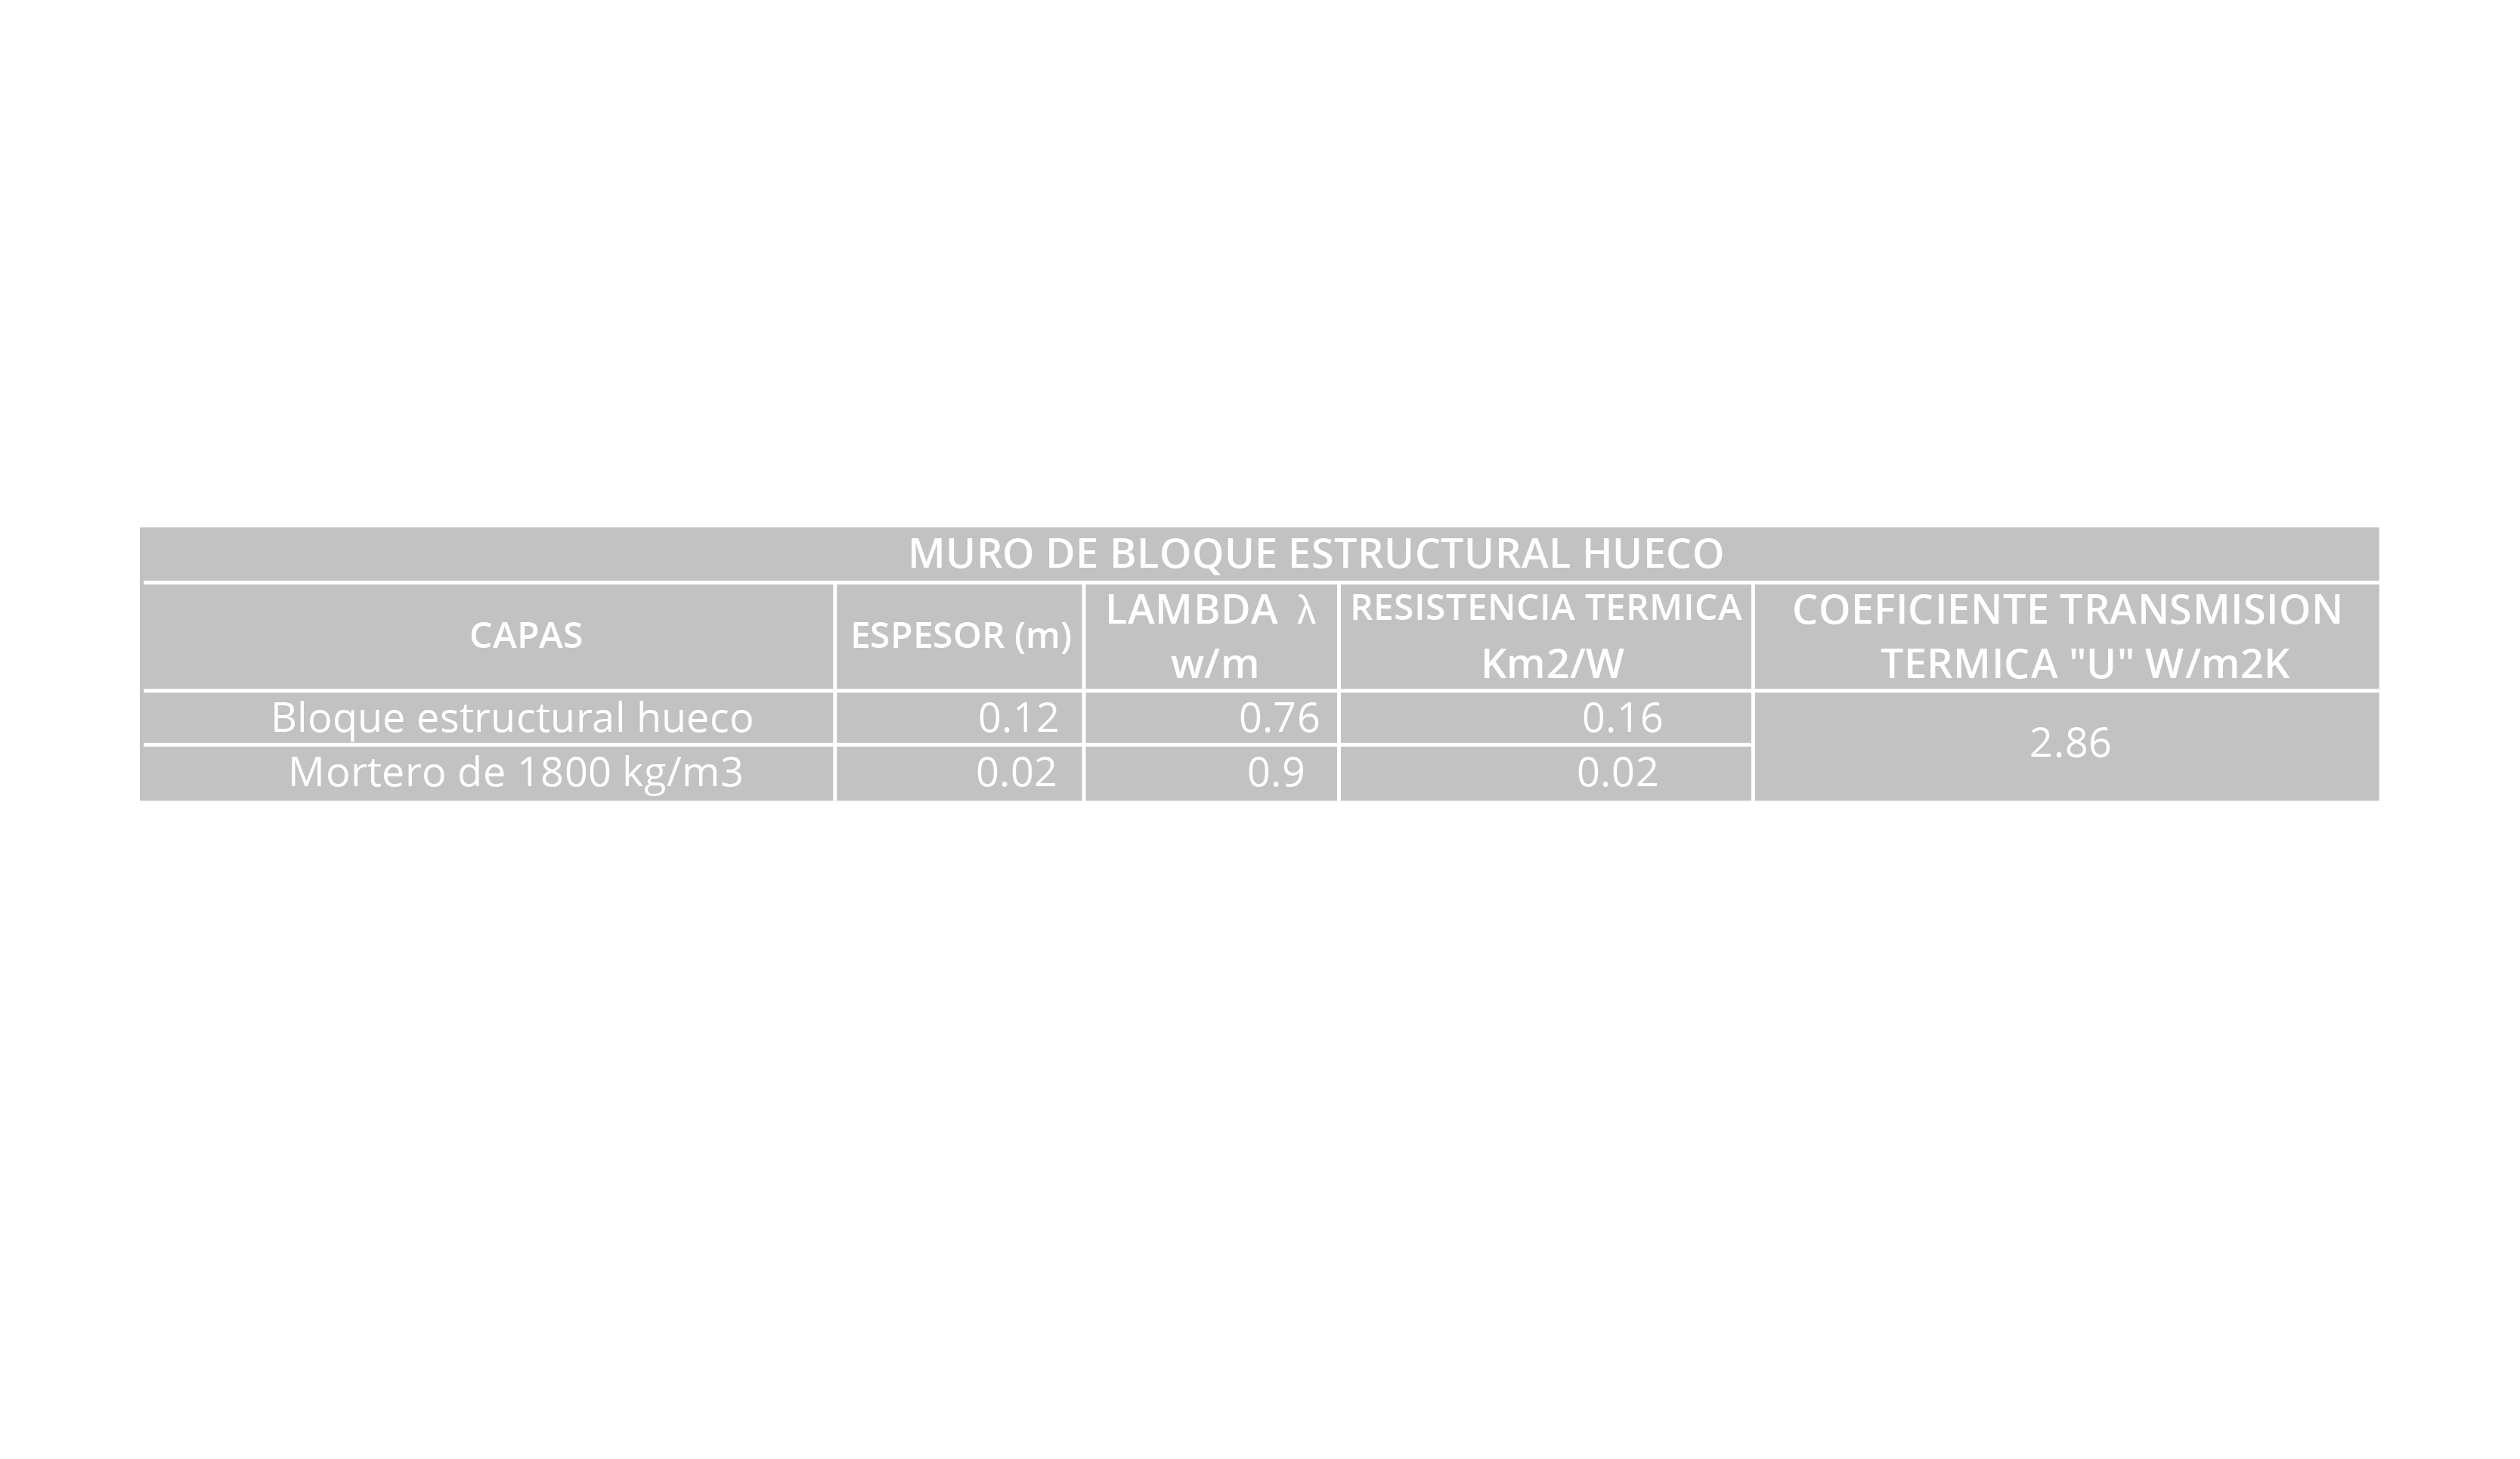 MURO DE BLOQUE ESTRUCTURAL HUECO
CAPAS
ESPESOR (m)
LAMBDA λ
w/m
RESISTENCIA TERMICA
Km2/W
COEFICIENTE TRANSMISION
TERMICA "U" W/m2K
Bloque estructural hueco
0.12
0.76
0.16
2.86
Mortero de 1800 kg/m3
0.02
0.9
0.02